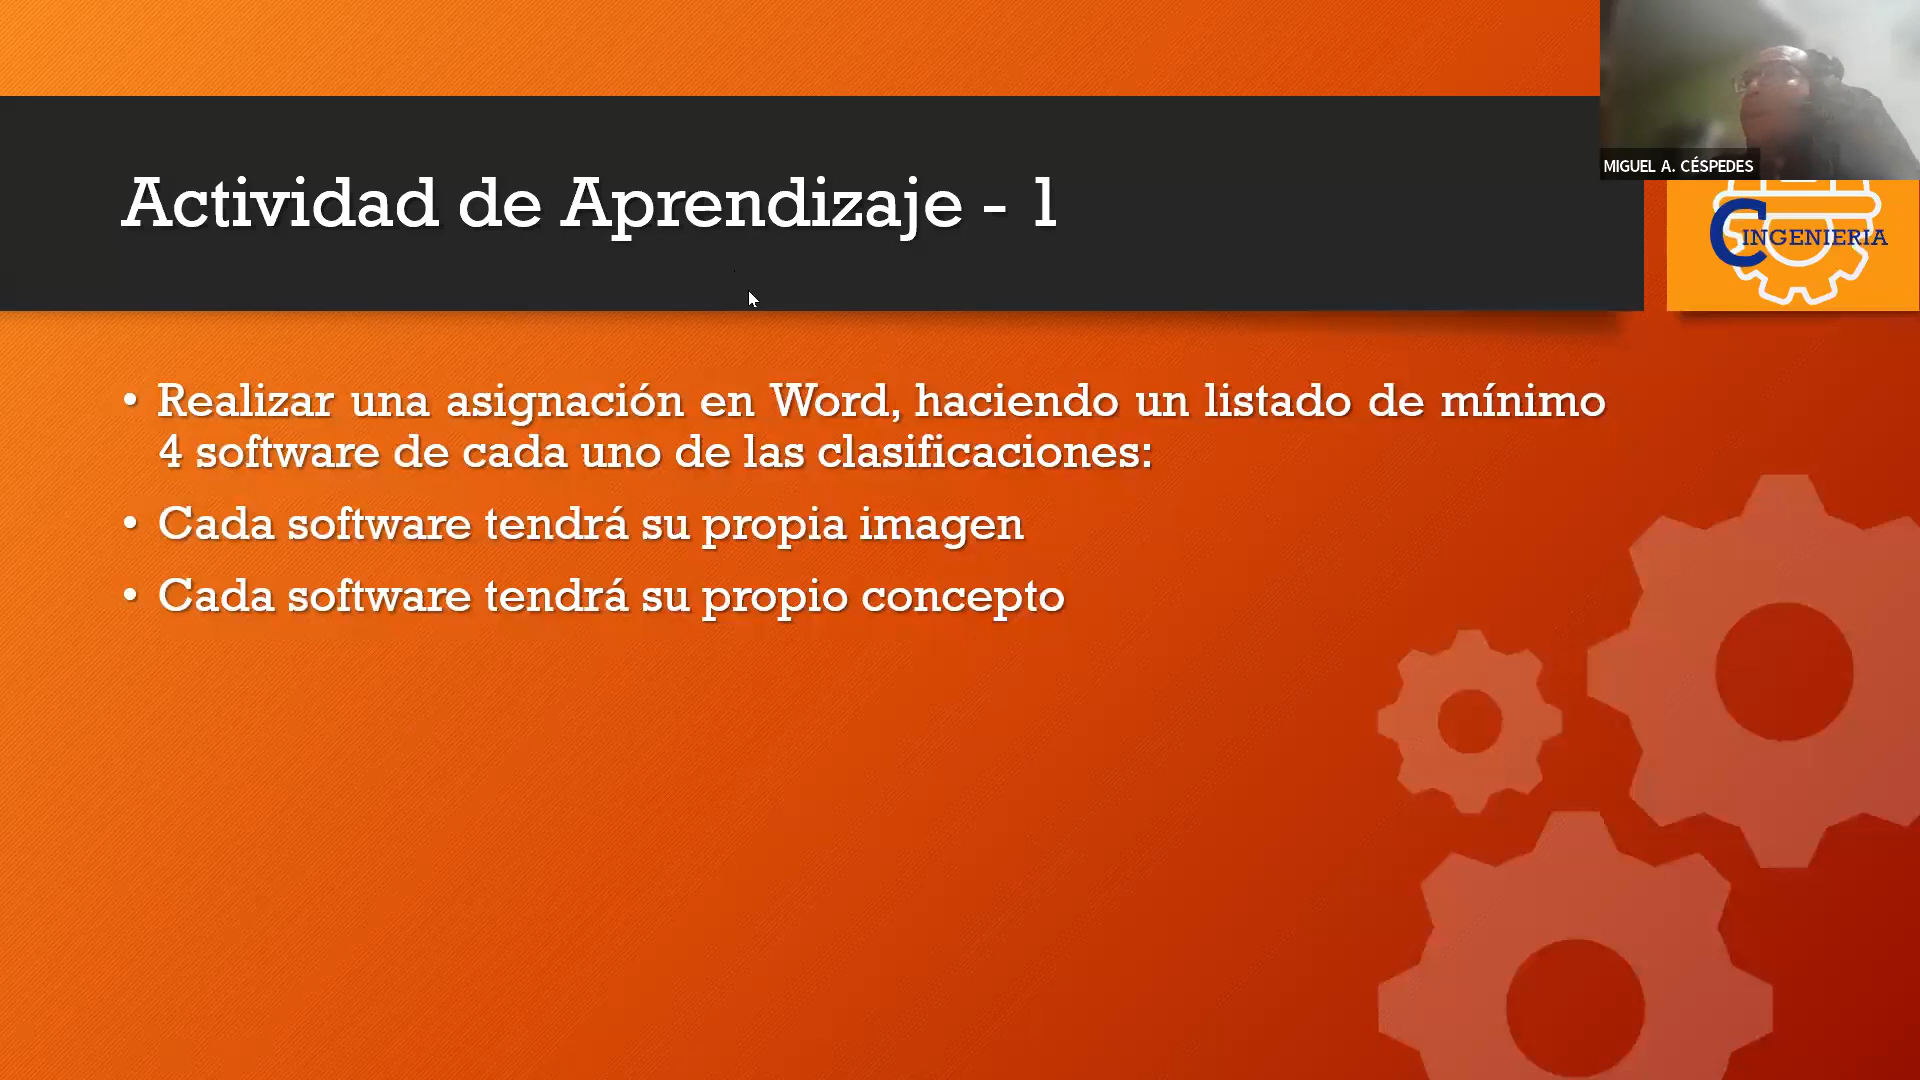 MIGUEL A. CÉSPEDES
Actividad de Aprendizaje - 1
C INGENIERIA
• Realizar una asignación en Word, haciendo un listado de mínimo
4 software de cada uno de las clasificaciones:
• Cada software tendrá su propia imagen
• Cada software tendrá su propio concepto